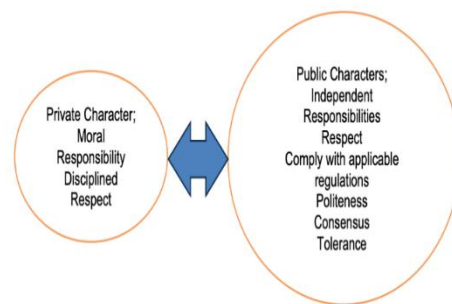 Private Character;
Moral
Responsibility
Disciplined
Respect
Public Characters;
Independent
Responsibilities
Respect
Comply with applicable
regulations
Politeness
Consensus
Tolerance